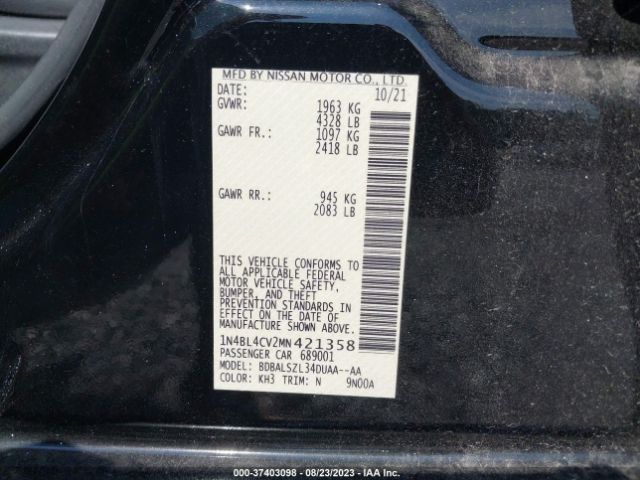 MFD BY NISSAN MOTOR CO., LTD.
DATE: 10/21
GVWR: 1963 KG
4328 LB
GAWR FR.: 1097 KG
2418 LB
GAWR RR.: 945 KG
2083 LB
THIS VEHICLE CONFORMS TO
ALL APPLICABLE FEDERAL
MOTOR VEHICLE SAFETY,
BUMPER, AND THEFT
PREVENTION STANDARDS IN
EFFECT ON THE DATE OF
MANUFACTURE SHOWN ABOVE.
1N4BL4CV2MN421358
PASSENGER CAR 689001
MODEL: BDBALSZL34DUAA--AA
COLOR: KH3 TRIM: N 9N00A
000-37403098 - 08/23/2023 - IAA Inc.